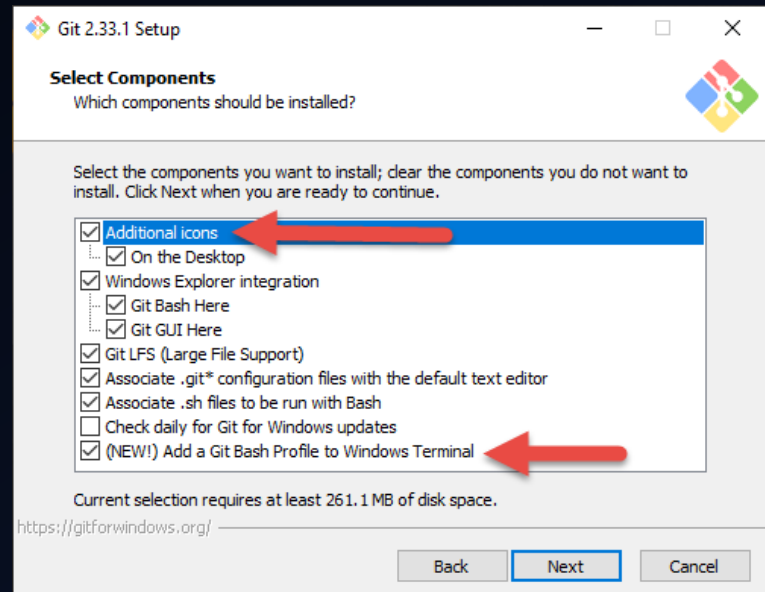 Git 2.33.1 Setup
Select Components
Which components should be installed?
Select the components you want to install; clear the components you do not want to
install. Click Next when you are ready to continue.
Additional icons
On the Desktop
Windows Explorer integration
Git Bash Here
Git GUI Here
Git LFS (Large File Support)
Associate .git* configuration files with the default text editor
Associate .sh files to be run with Bash
Check daily for Git for Windows updates
(NEW!) Add a Git Bash Profile to Windows Terminal
Current selection requires at least 261.1 MB of disk space.
https://gitforwindows.org/
Back Next Cancel